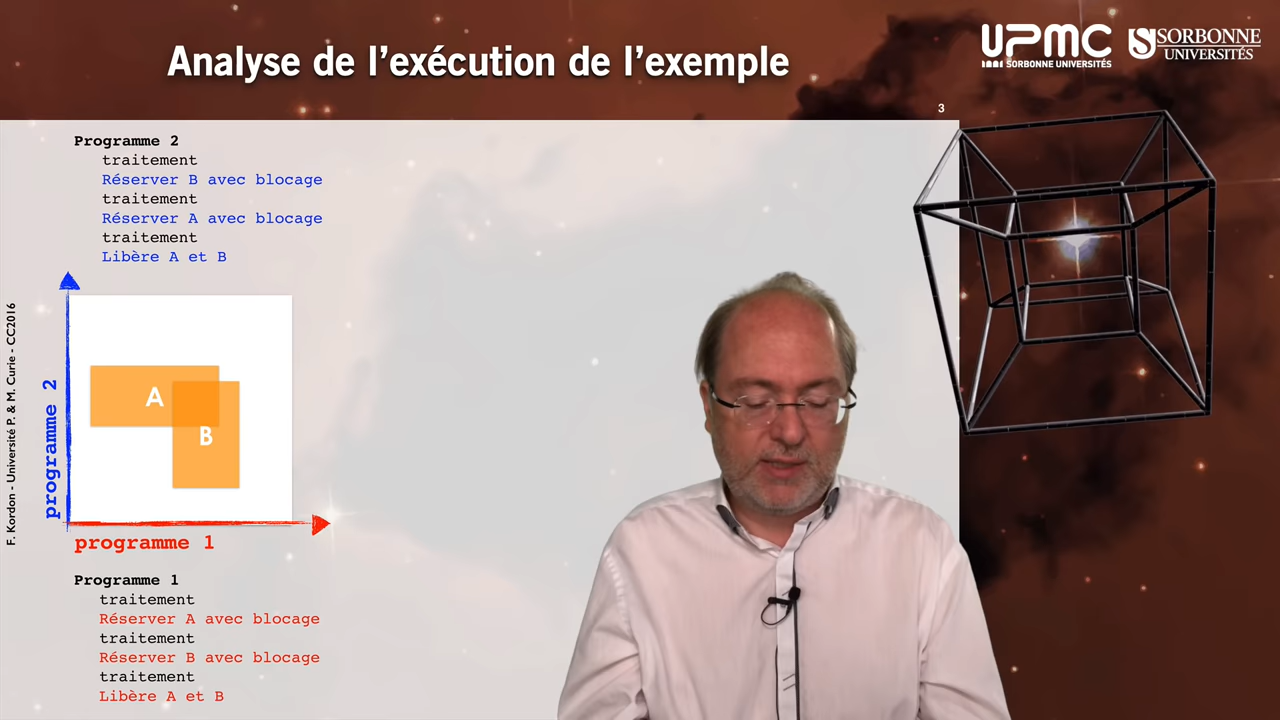 Analyse de l'exécution de l'exemple
UPMC
SORBONNE UNIVERSITÉS
SORBONNE
UNIVERSITÉS
3
Programme 2
traitement
Réserver B avec blocage
traitement
Réserver A avec blocage
traitement
Libère A et B
F. Kordon - Université P. & M. Curie - CC2016
programme 2
A
B
programme 1
Programme 1
traitement
Réserver A avec blocage
traitement
Réserver B avec blocage
traitement
Libère A et B